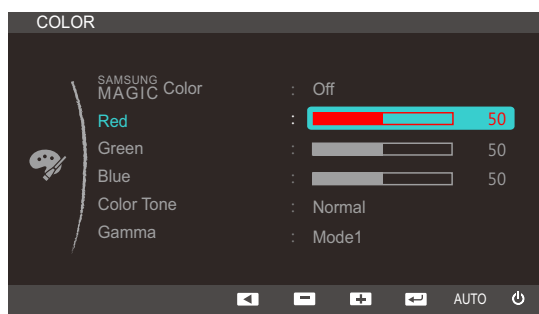 COLOR
SAMSUNG MAGIC Color : Off
Red : 50
Green : 50
Blue : 50
Color Tone : Normal
Gamma : Mode1
AUTO